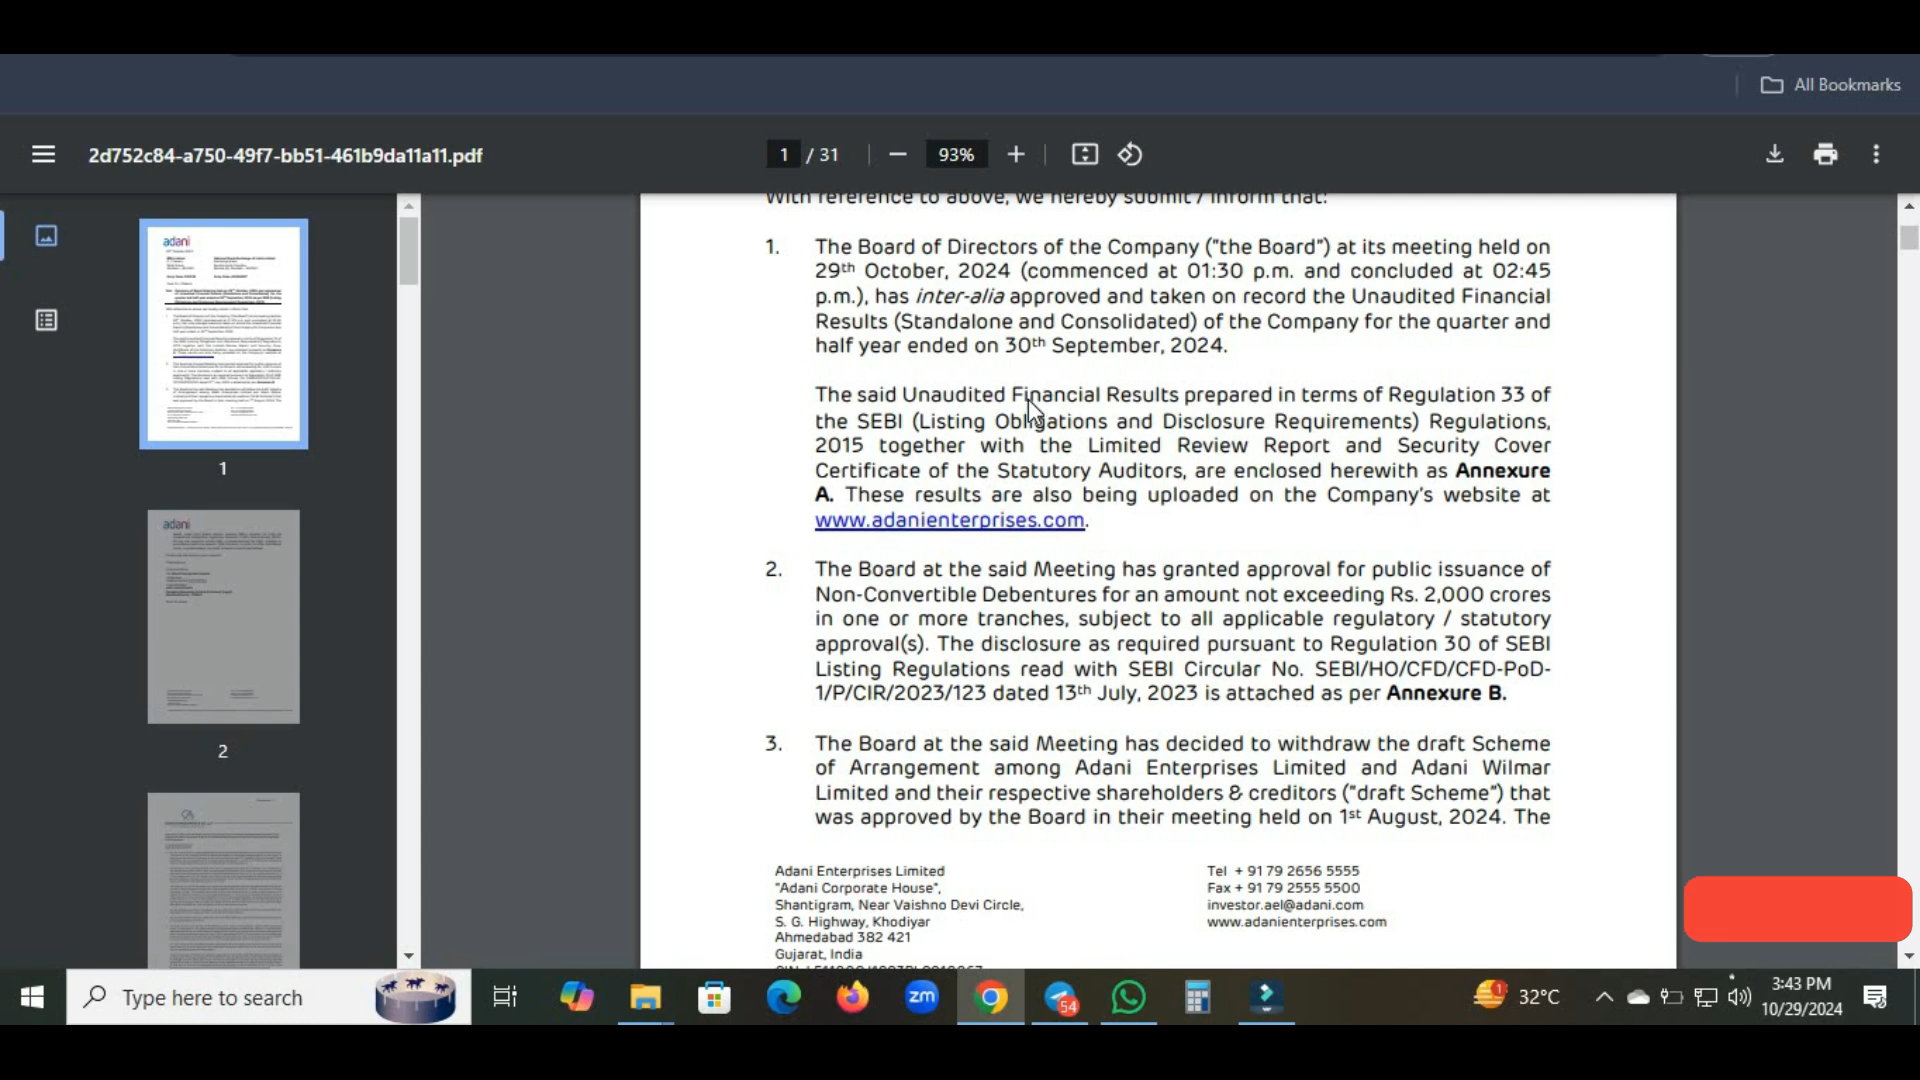 All Bookmarks
2d752c84-a750-49f7-bb51-461b9da11a11.pdf
1 / 31
93%
With reference to above, we hereby submit / inform that:
1. The Board of Directors of the Company ("the Board") at its meeting held on
29th October, 2024 (commenced at 01:30 p.m. and concluded at 02:45
p.m.), has inter-alia approved and taken on record the Unaudited Financial
Results (Standalone and Consolidated) of the Company for the quarter and
half year ended on 30th September, 2024.
The said Unaudited Financial Results prepared in terms of Regulation 33 of
the SEBI (Listing Obligations and Disclosure Requirements) Regulations,
2015 together with the Limited Review Report and Security Cover
Certificate of the Statutory Auditors, are enclosed herewith as Annexure
A. These results are also being uploaded on the Company's website at
www.adanienterprises.com.
2. The Board at the said Meeting has granted approval for public issuance of
Non-Convertible Debentures for an amount not exceeding Rs. 2,000 crores
in one or more tranches, subject to all applicable regulatory / statutory
approval(s). The disclosure as required pursuant to Regulation 30 of SEBI
Listing Regulations read with SEBI Circular No. SEBI/HO/CFD/CFD-PoD-
1/P/CIR/2023/123 dated 13th July, 2023 is attached as per Annexure B.
3. The Board at the said Meeting has decided to withdraw the draft Scheme
of Arrangement among Adani Enterprises Limited and Adani Wilmar
Limited and their respective shareholders & creditors ("draft Scheme") that
was approved by the Board in their meeting held on 1st August, 2024. The
Adani Enterprises Limited
"Adani Corporate House",
Shantigram, Near Vaishno Devi Circle,
S. G. Highway, Khodiyar
Ahmedabad 382 421
Gujarat, India
Tel + 91 79 2656 5555
Fax + 91 79 2555 5500
investor.ael@adani.com
www.adanienterprises.com
adani
1
adani
2
Type here to search
zm
54
1
32°C
3:43 PM
10/29/2024